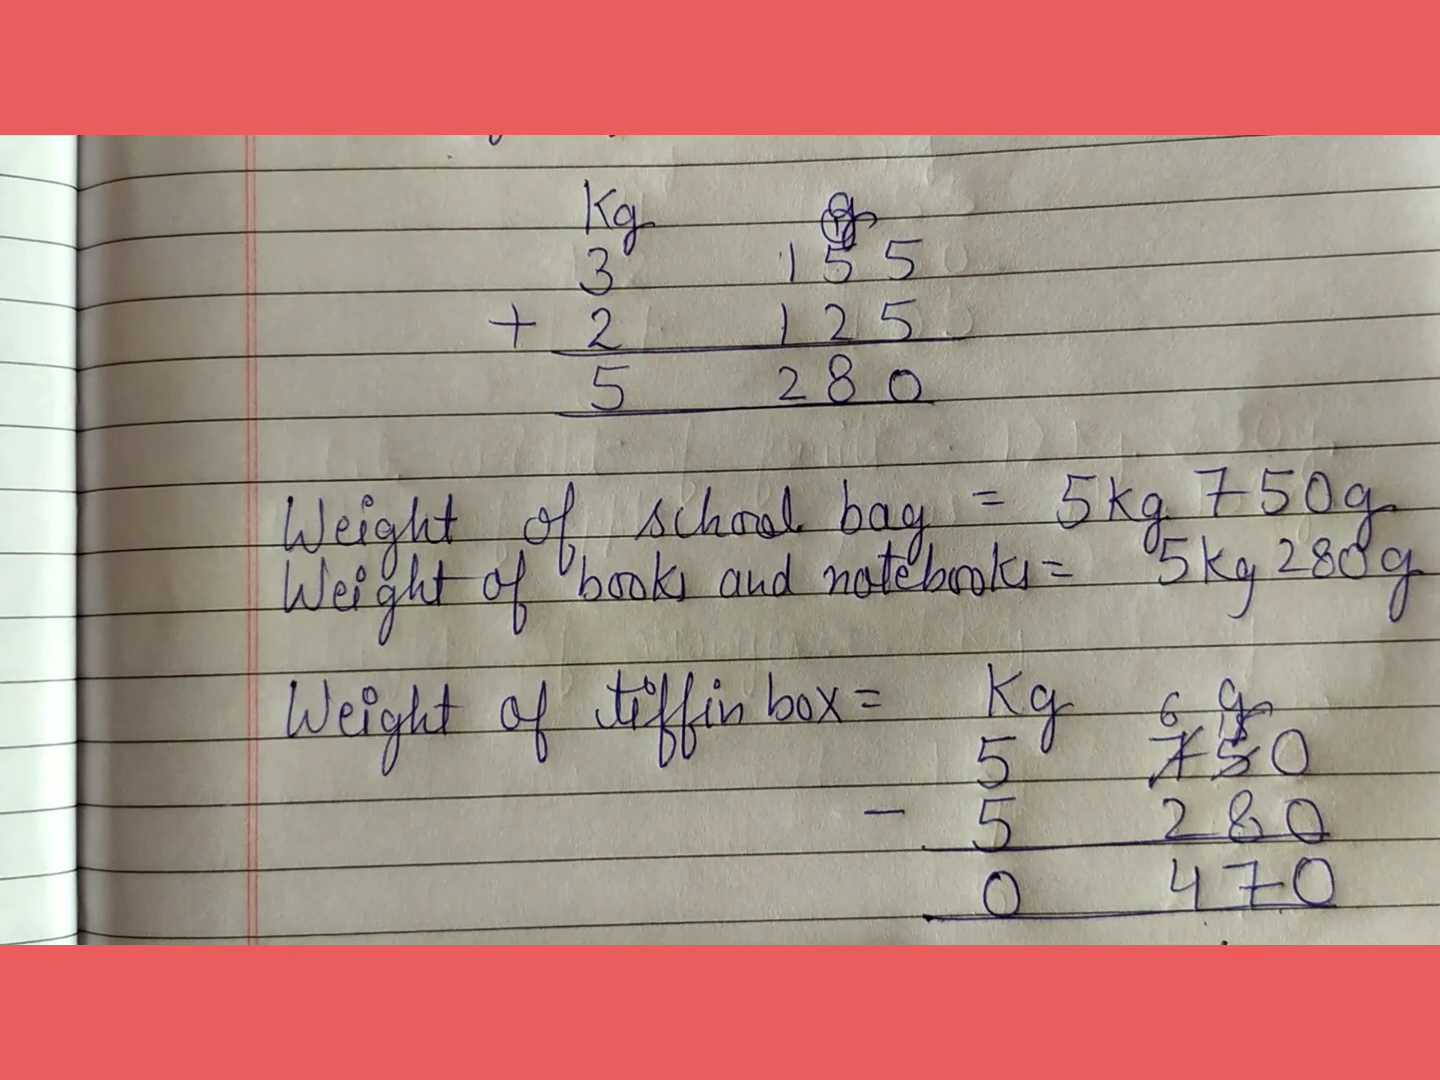 Kg g
3 155
+ 2 125
5 280
Weight of school bag = 5kg 750g
Weight of books and notebooks = 5kg 280g
Weight of tiffin box = Kg g
6 15
5 750
- 5 280
0 470